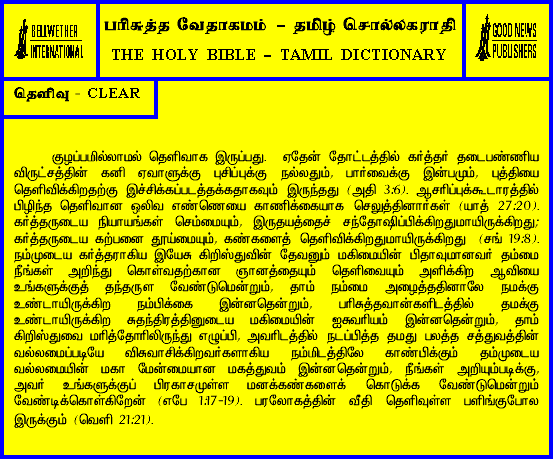 BELLWETHER
INTERNATIONAL
பரிசுத்த வேதாகமம் – தமிழ் சொல்லகராதி
THE HOLY BIBLE – TAMIL DICTIONARY
GOOD NEWS
PUBLISHERS
தெளிவு - CLEAR
குழப்பமில்லாமல் தெளிவாக இருப்பது. ஏதேன் தோட்டத்தில் கர்த்தர் தடைபண்ணிய
விருட்சத்தின் கனி ஏவாளுக்கு புசிப்புக்கு நல்லதும், பார்வைக்கு இன்பமும், புத்தியை
தெளிவிக்கிறதற்கு இச்சிக்கப்படத்தக்கதாகவும் இருந்தது (அதி 3:6). ஆசரிப்புக்கூடாரத்தில்
பிழிந்த தெளிவான ஒலிவ எண்ணெயை காணிக்கையாக செலுத்தினார்கள் (யாத் 27:20).
கர்த்தருடைய நியாயங்கள் செம்மையும், இருதயத்தைச் சந்தோஷிப்பிக்கிறதுமாயிருக்கிறது;
கர்த்தருடைய கற்பனை தூய்மையும், கண்களைத் தெளிவிக்கிறதுமாயிருக்கிறது (சங் 19:8).
நம்முடைய கர்த்தராகிய இயேசு கிறிஸ்துவின் தேவனும் மகிமையின் பிதாவுமானவர் தம்மை
நீங்கள் அறிந்து கொள்வதற்கான ஞானத்தையும் தெளிவையும் அளிக்கிற ஆவியை
உங்களுக்குத் தந்தருள வேண்டுமென்றும், தாம் நம்மை அழைத்ததினாலே நமக்கு
உண்டாயிருக்கிற நம்பிக்கை இன்னதென்றும், பரிசுத்தவான்களிடத்தில் தமக்கு
உண்டாயிருக்கிற சுதந்திரத்தினுடைய மகிமையின் ஐசுவரியம் இன்னதென்றும், தாம்
கிறிஸ்துவை மரித்தோரிலிருந்து எழுப்பி, அவரிடத்தில் நடப்பித்த தமது பலத்த சத்துவத்தின்
வல்லமைப்படியே விசுவாசிக்கிறவர்களாகிய நம்மிடத்திலே காண்பிக்கும் தம்முடைய
வல்லமையின் மகா மேன்மையான மகத்துவம் இன்னதென்றும், நீங்கள் அறியும்படிக்கு,
அவர் உங்களுக்குப் பிரகாசமுள்ள மனக்கண்களைக் கொடுக்க வேண்டுமென்றும்
வேண்டிக்கொள்கிறேன் (எபே 1:17-19). பரலோகத்தின் வீதி தெளிவுள்ள பளிங்குபோல
இருக்கும் (வெளி 21:21).